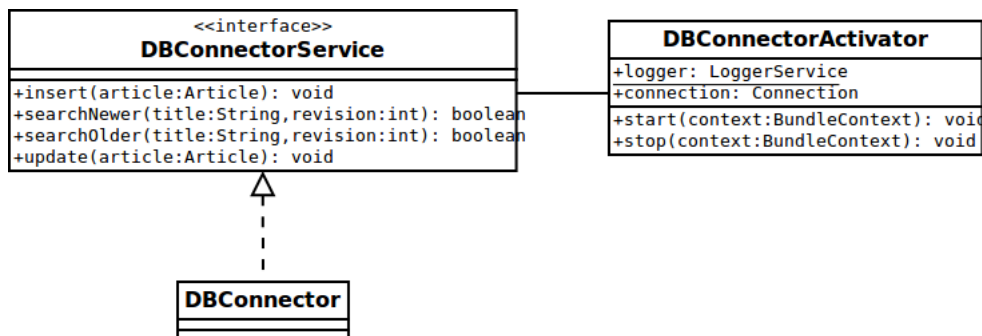 <<interface>>
DBConnectorService
+insert(article:Article): void
+searchNewer(title:String,revision:int): boolean
+searchOlder(title:String,revision:int): boolean
+update(article:Article): void
DBConnectorActivator
+logger: LoggerService
+connection: Connection
+start(context:BundleContext): void
+stop(context:BundleContext): void
DBConnector